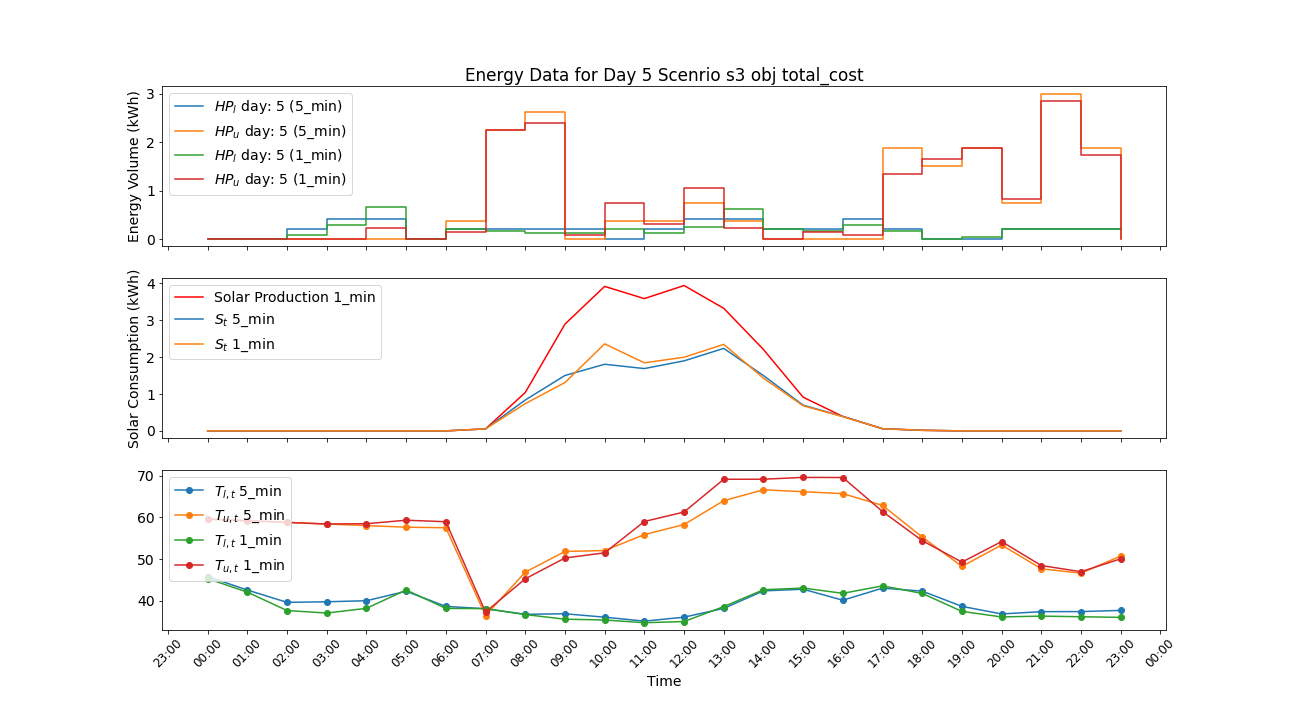 Energy Data for Day 5 Scenrio s3 obj total_cost
Energy Volume (kWh)
3
2
1
0
HP_l day: 5 (5_min)
HP_u day: 5 (5_min)
HP_l day: 5 (1_min)
HP_u day: 5 (1_min)
Solar Consumption (kWh)
4
3
2
1
0
Solar Production 1_min
S_t 5_min
S_t 1_min
70
60
50
40
T_{l,t} 5_min
T_{u,t} 5_min
T_{l,t} 1_min
T_{u,t} 1_min
23:00 00:00 01:00 02:00 03:00 04:00 05:00 06:00 07:00 08:00 09:00 10:00 11:00 12:00 13:00 14:00 15:00 16:00 17:00 18:00 19:00 20:00 21:00 22:00 23:00 00:00
Time